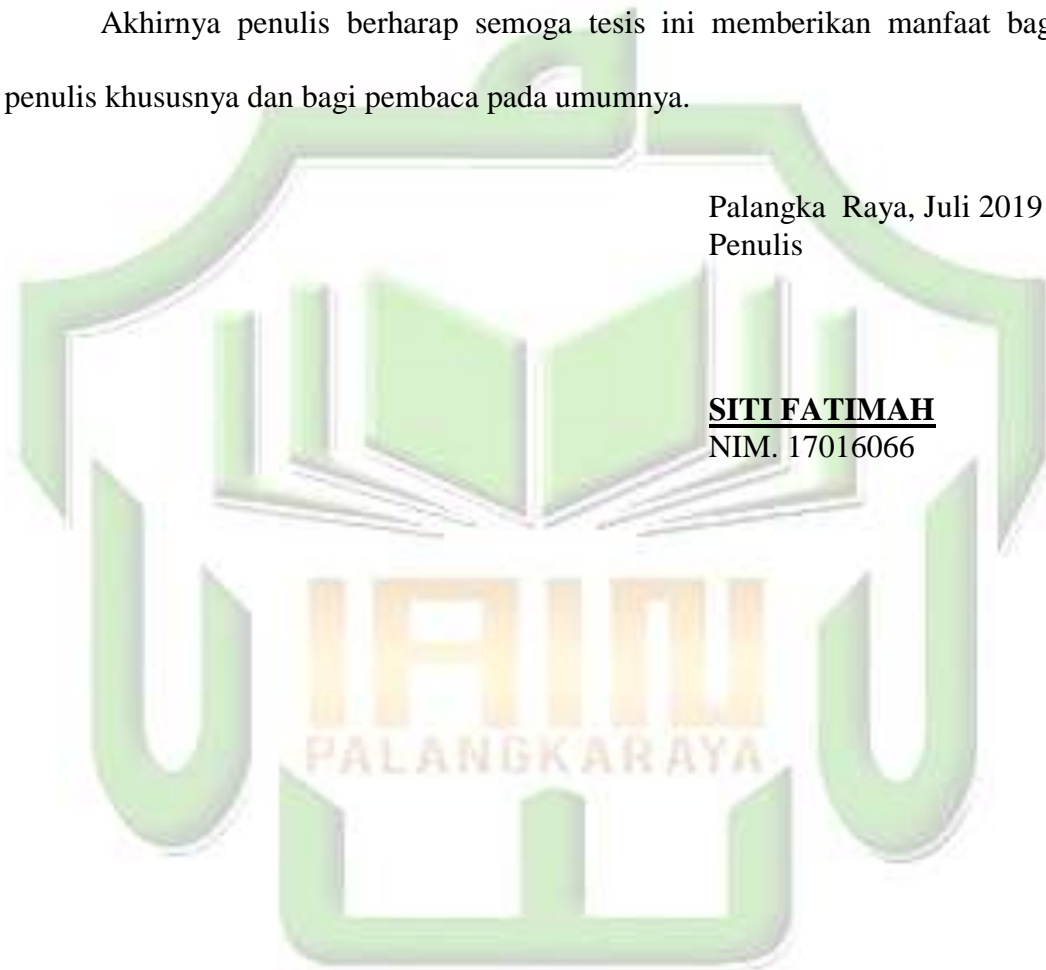 Akhirnya penulis berharap semoga tesis ini memberikan manfaat bag
penulis khususnya dan bagi pembaca pada umumnya.
Palangka Raya, Juli 2019
Penulis
SITI FATIMAH
NIM. 17016066
IAIN
PALANGKARAYA